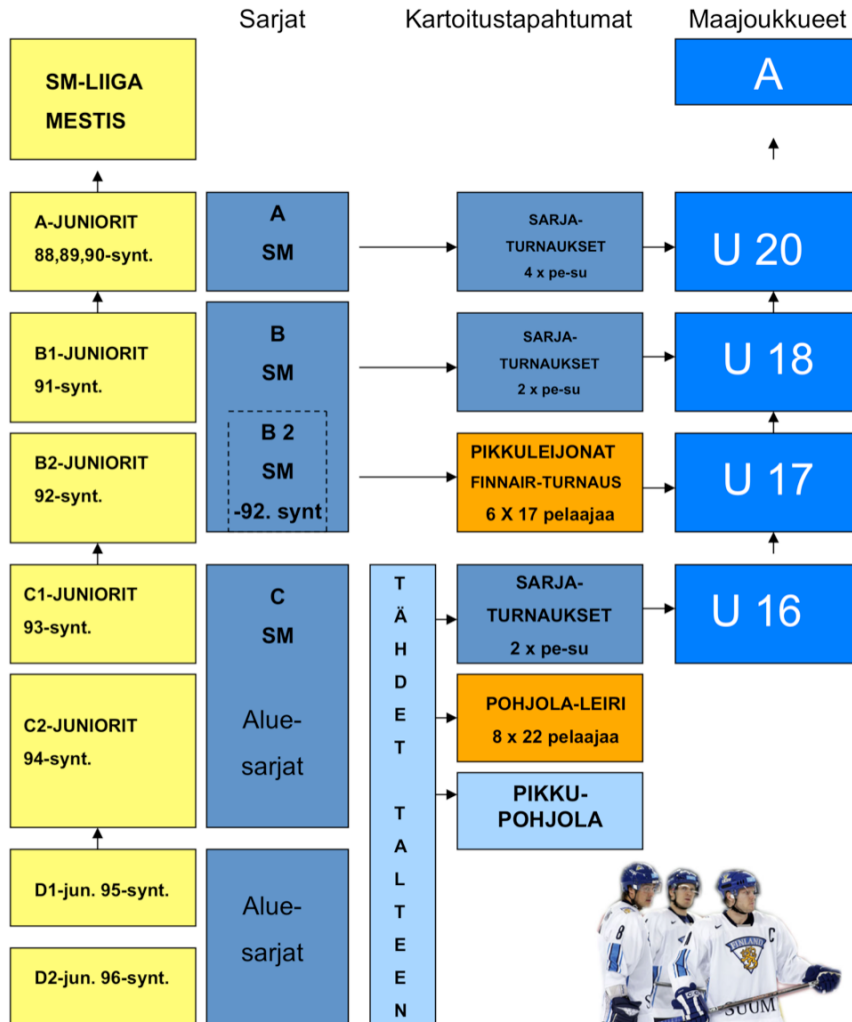 Sarjat
Kartoitustapahtumat
Maajoukkueet
SM-LIIGA
MESTIS
A
A-JUNIORIT
88,89,90-synt.
A
SM
SARJA-
TURNAUKSET
4 x pe-su
U 20
B1-JUNIORIT
91-synt.
B
SM
SARJA-
TURNAUKSET
2 x pe-su
U 18
B2-JUNIORIT
92-synt.
B 2
SM
-92. synt
PIKKULEIJONAT
FINNAIR-TURNAUS
6 X 17 pelaajaa
U 17
C1-JUNIORIT
93-synt.
C
SM
TÄHDET TALTEEN
SARJA-
TURNAUKSET
2 x pe-su
U 16
C2-JUNIORIT
94-synt.
Alue-
sarjat
POHJOLA-LEIRI
8 x 22 pelaajaa
PIKKU-
POHJOLA
D1-jun. 95-synt.
D2-jun. 96-synt.
Alue-
sarjat
8
C
FINLAND
SUUM